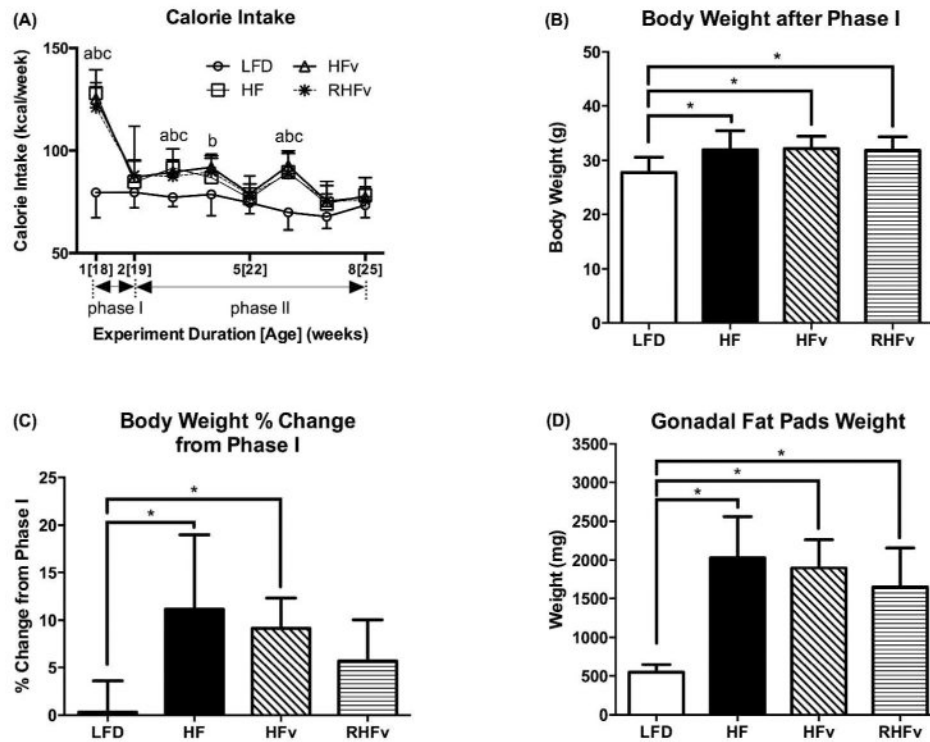 (A) Calorie Intake
Calorie Intake (kcal/week)
150
100
50
abc
abc
b
abc
LFD
HFv
HF
RHFv
1[18] 2[19] 5[22] 8[25]
phase I phase II
Experiment Duration [Age] (weeks)
(B) Body Weight after Phase I
Body Weight (g)
50
40
30
20
10
0
*
*
*
LFD HF HFv RHFv
(C) Body Weight % Change
from Phase I
% Change from Phase I
25
20
15
10
5
0
*
*
LFD HF HFv RHFv
(D) Gonadal Fat Pads Weight
Weight (mg)
3500
3000
2500
2000
1500
1000
500
0
*
*
*
LFD HF HFv RHFv